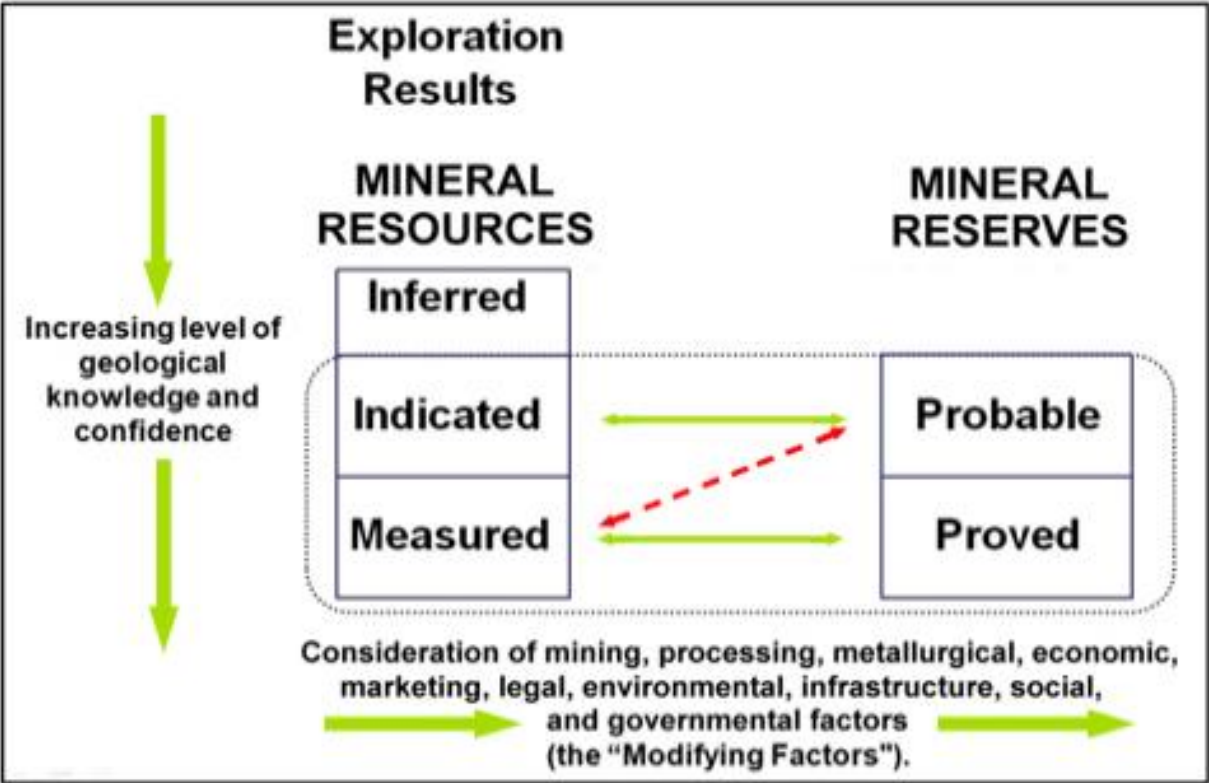 Exploration
Results
MINERAL
RESOURCES
MINERAL
RESERVES
Inferred
Increasing level of
geological
knowledge and
confidence
Indicated
Probable
Measured
Proved
Consideration of mining, processing, metallurgical, economic,
marketing, legal, environmental, infrastructure, social,
and governmental factors
(the “Modifying Factors").